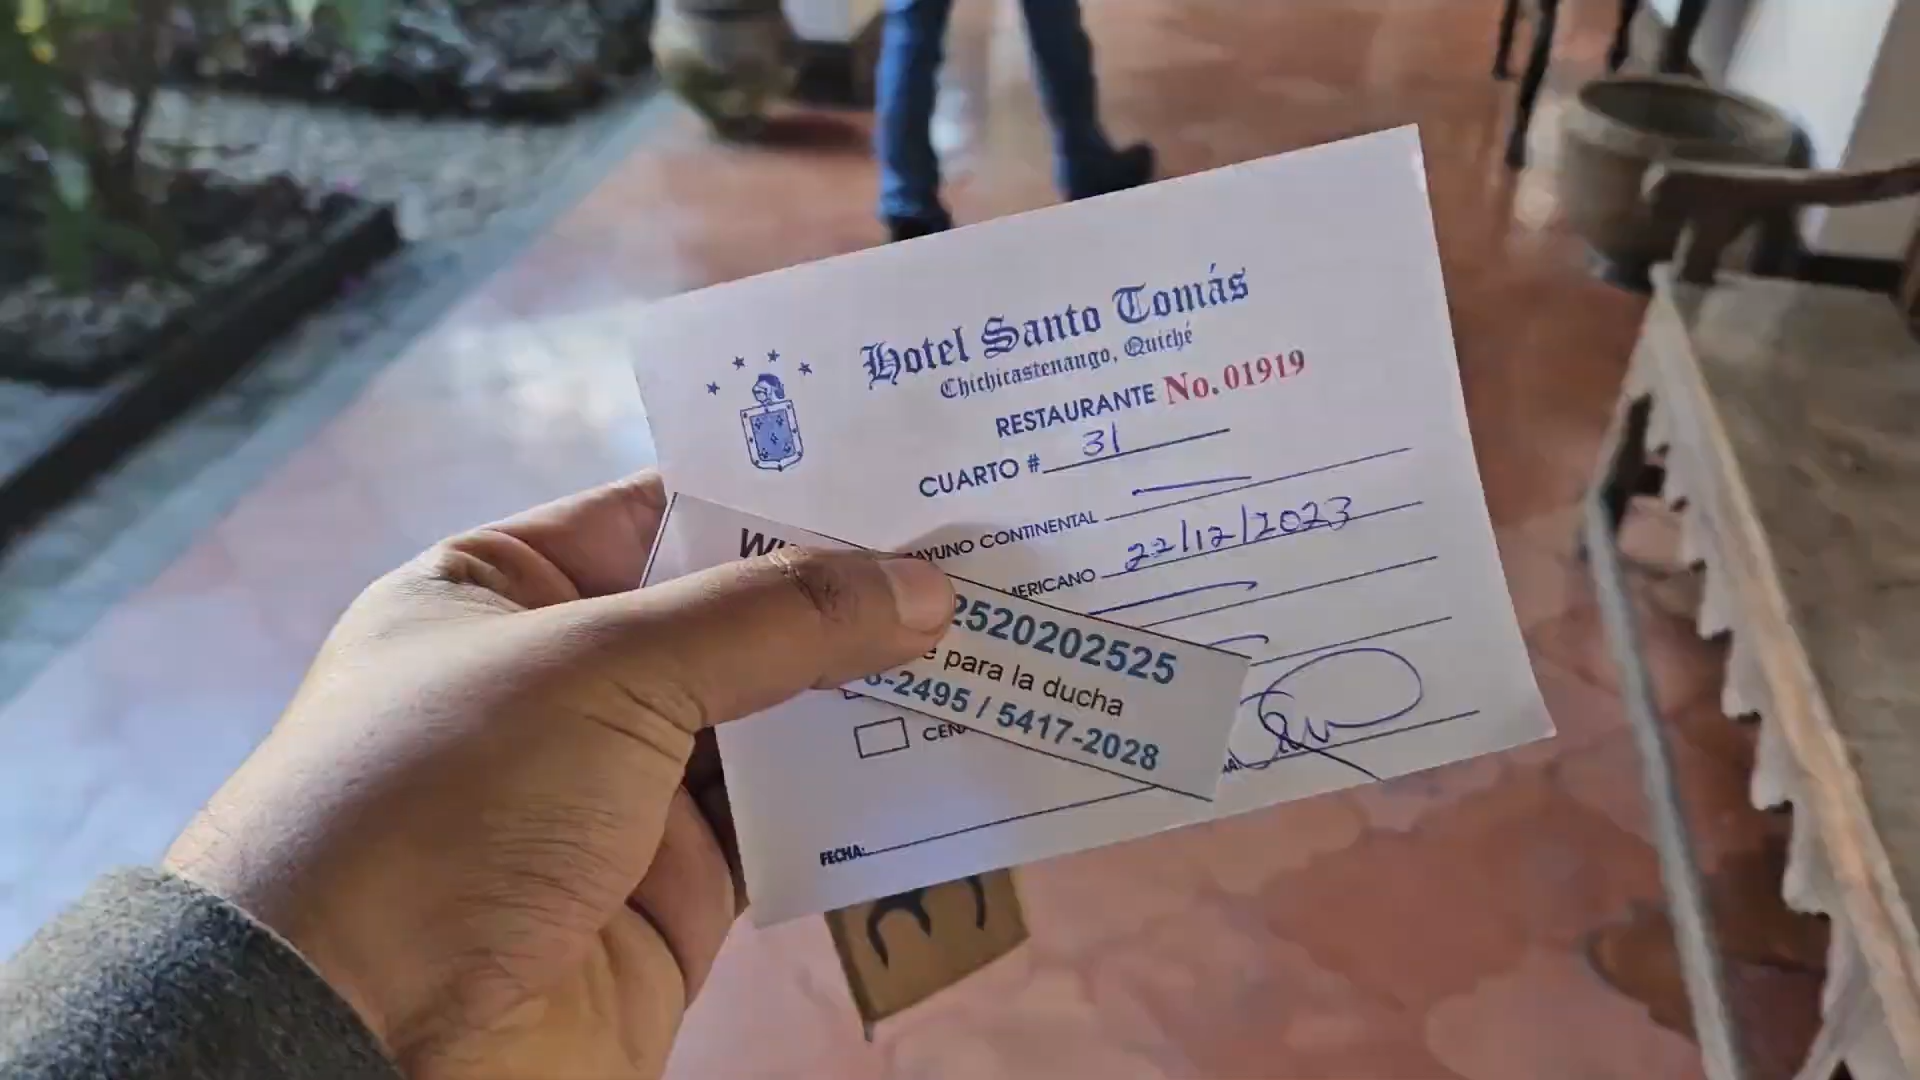 Hotel Santo Tomás
Chichicastenango, Quiché
RESTAURANTE No. 01919
CUARTO # 31
CONTINENTAL
22/12/2023
2520202525
para la ducha
-2495 / 5417-2028
FECHA: